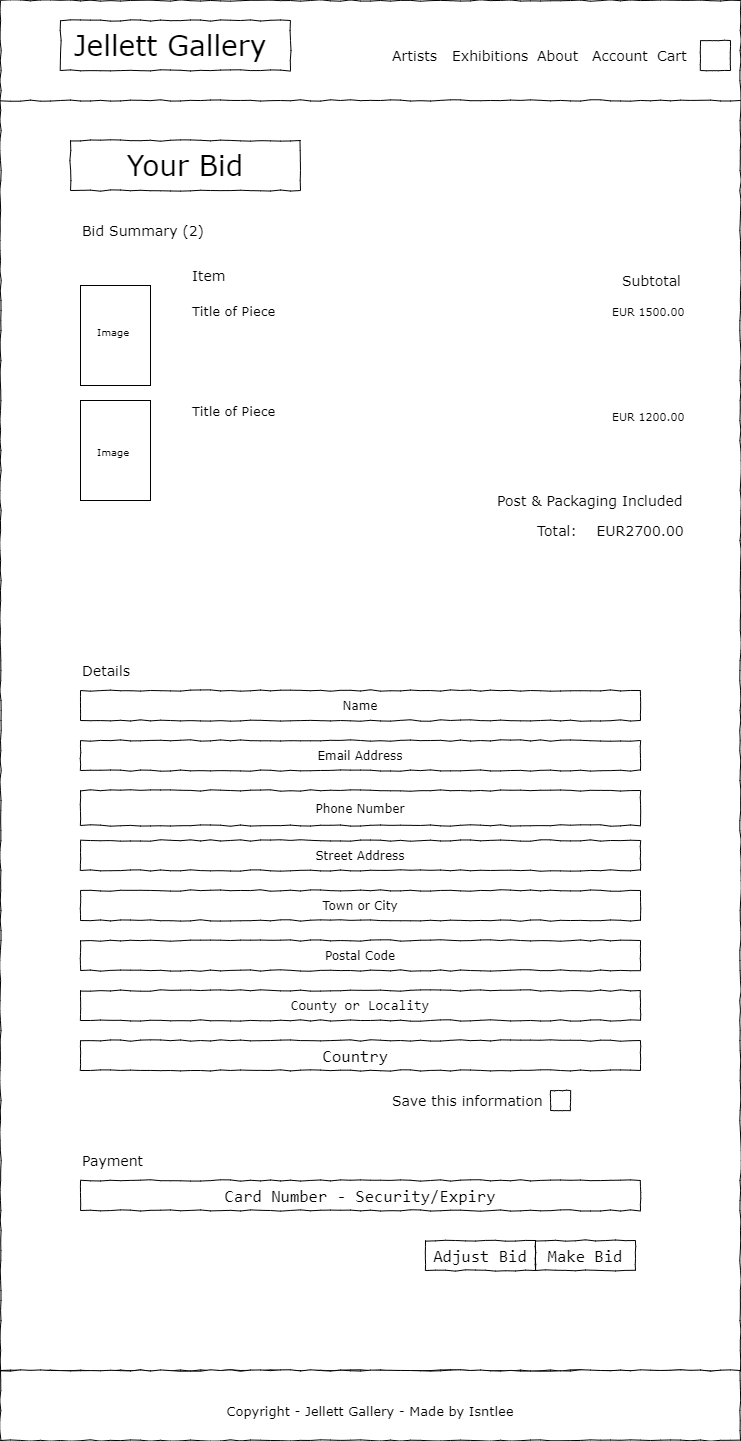 Jellett Gallery
Artists Exhibitions About Account Cart
Your Bid
Bid Summary (2)
Item Subtotal
Image Title of Piece EUR 1500.00
Image Title of Piece EUR 1200.00
Post & Packaging Included
Total: EUR2700.00
Details
Name
Email Address
Phone Number
Street Address
Town or City
Postal Code
County or Locality
Country
Save this information
Payment
Card Number - Security/Expiry
Adjust Bid Make Bid
Copyright - Jellett Gallery - Made by Isntlee